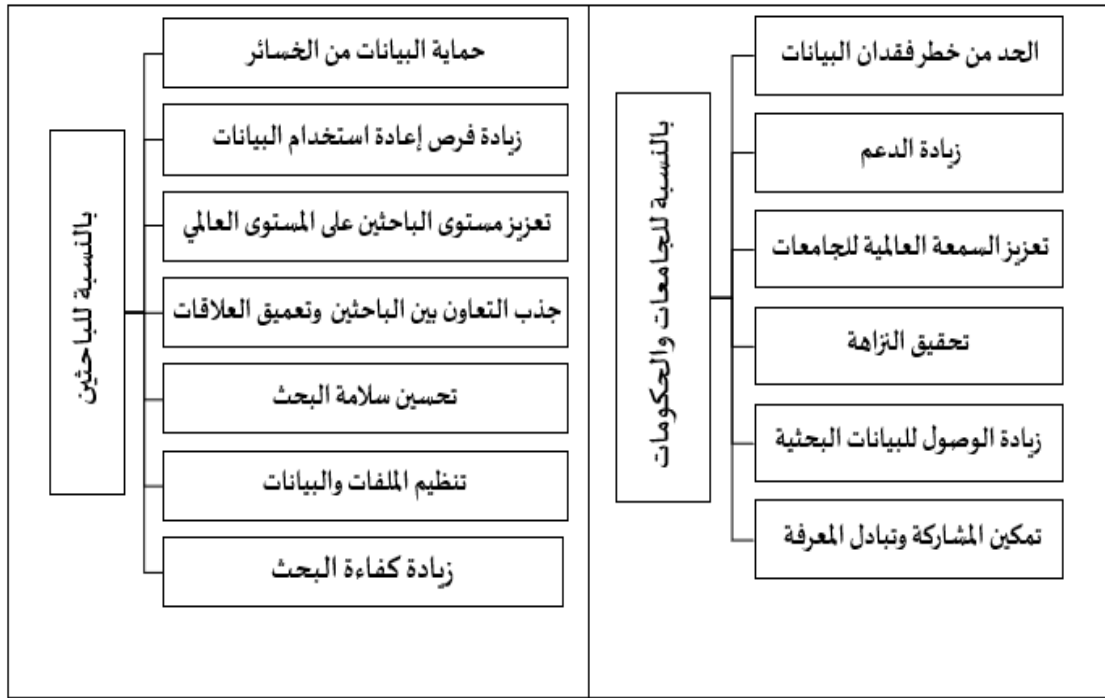 بالنسبة للجامعات والحكومات
الحد من خطر فقدان البيانات
زيادة الدعم
تعزيز السمعة العالمية للجامعات
تحقيق النزاهة
زيادة الوصول للبيانات البحثية
تمكين المشاركة وتبادل المعرفة
بالنسبة للباحثين
حماية البيانات من الخسائر
زيادة فرص إعادة استخدام البيانات
تعزيز مستوى الباحثين على المستوى العالمي
جذب التعاون بين الباحثين وتعميق العلاقات
تحسين سلامة البحث
تنظيم الملفات والبيانات
زيادة كفاءة البحث